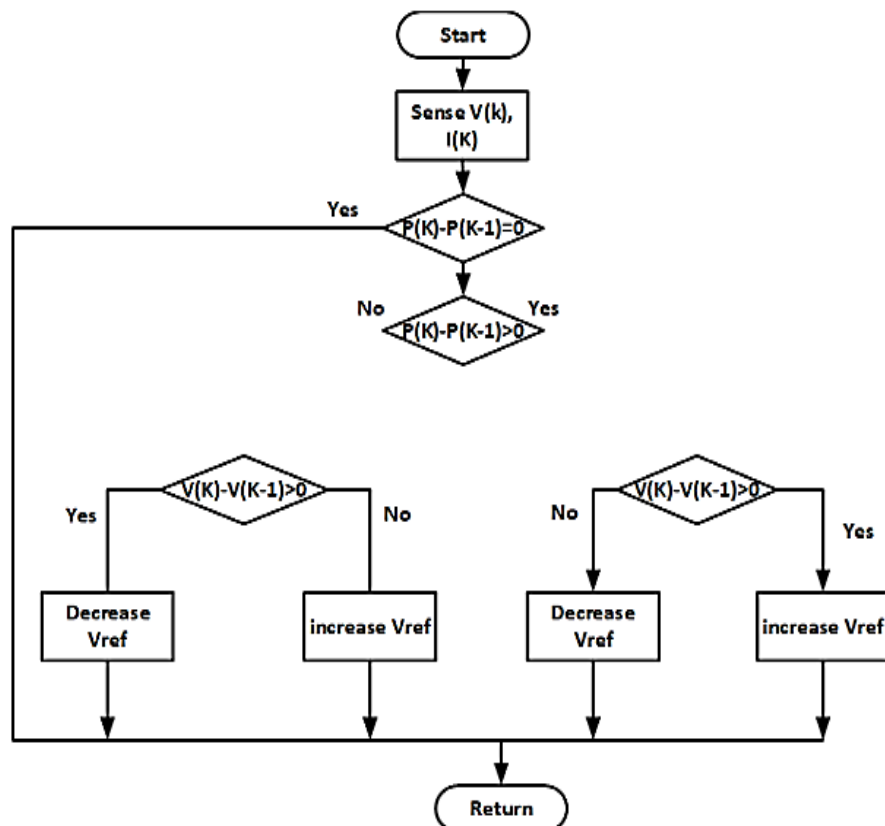 Start
Sense V(k),
I(K)
Yes
P(K)-P(K-1)=0
No
Yes
P(K)-P(K-1)>0
V(K)-V(K-1)>0
V(K)-V(K-1)>0
Yes
No
No
Yes
Decrease
Vref
increase Vref
Decrease
Vref
increase Vref
Return